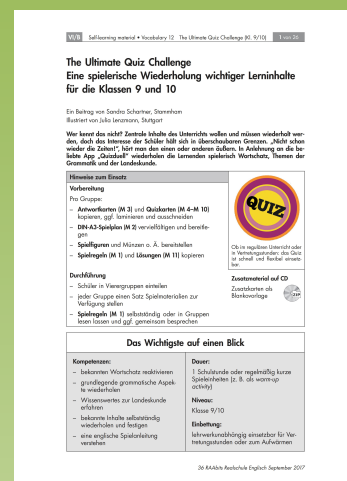 VI/B Self-learning material • Vocabulary 12 The Ultimate Quiz Challenge (Kl. 9/10) 1 von 26
The Ultimate Quiz Challenge
Eine spielerische Wiederholung wichtiger Lerninhalte
für die Klassen 9 und 10
Ein Beitrag von Sandra Schartner, Stammham
Illustriert von Julia Lenzmann, Stuttgart
Wer kennt das nicht? Zentrale Inhalte des Unterrichts wollen und müssen wiederholt wer-
den, doch das Interesse der Schüler hält sich in überschaubaren Grenzen. „Nicht schon
wieder die Zeiten!“, hört man den einen oder anderen äußern. In Anlehnung an die be-
liebte App „Quizduell“ wiederholen die Lernenden spielerisch Wortschatz, Themen der
Grammatik und der Landeskunde.
Hinweise zum Einsatz
Vorbereitung
Pro Gruppe:
– Antwortkarten (M 3) und Quizkarten (M 4–M 10)
kopieren, ggf. laminieren und ausschneiden
– DIN-A3-Spielplan (M 2) vervielfältigen und bereitle-
gen
– Spielfiguren und Münzen o. Ä. bereitstellen
– Spielregeln (M 1) und Lösungen (M 11) kopieren
Durchführung
– Schüler in Vierergruppen einteilen
– jeder Gruppe einen Satz Spielmaterialien zur
Verfügung stellen
– Spielregeln (M 1) selbstständig oder in Gruppen
lesen lassen und ggf. gemeinsam besprechen
QUIZ
Ob im regulären Unterricht oder
in Vertretungsstunden: das Quiz
ist schnell und flexibel einsetz-
bar.
Zusatzmaterial auf CD
Zusatzkarten als
Blankovorlage
Das Wichtigste auf einen Blick
Kompetenzen:
– bekannten Wortschatz reaktivieren
– grundlegende grammatische Aspek-
te wiederholen
– Wissenswertes zur Landeskunde
erfahren
– bekannte Inhalte selbstständig
wiederholen und festigen
– eine englische Spielanleitung
verstehen
Dauer:
1 Schulstunde oder regelmäßig kurze
Spieleinheiten (z. B. als warm-up
activity)
Niveau:
Klasse 9/10
Einbettung:
lehrwerkunabhängig einsetzbar für Ver-
tretungsstunden oder zum Aufwärmen
36 RAAbits Realschule Englisch September 2017